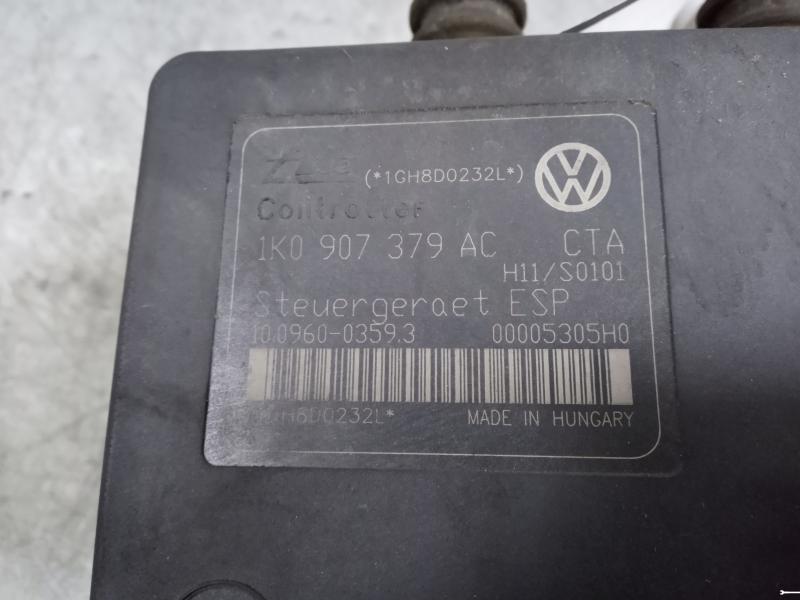 (*1GH8D0232L*)
Controller
1K0 907 379 AC CTA
H11/S0101
Steuergeraet ESP
10.0960-0359.3 00005305H0
*1GH8D0232L* MADE IN HUNGARY